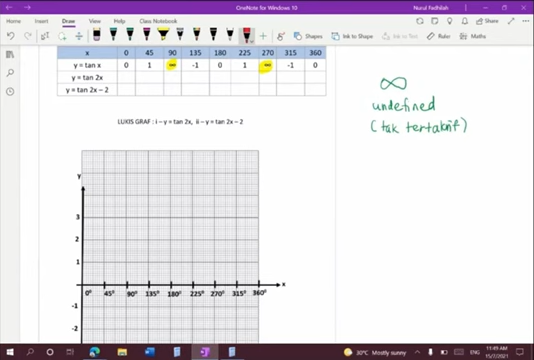 OneNote for Windows 10
Nurul Fadhilah
File Home Insert Draw View Help Class Notebook
Share
Shapes Ink to Shape Ink to Text Ruler Maths
x 0 45 90 135 180 225 270 315 360
y = tan x 0 1 ∞ -1 0 1 ∞ -1 0
y = tan 2x
y = tan 2x – 2
∞
undefined
(tak tertakrif)
LUKIS GRAF : i – y = tan 2x, ii – y = tan 2x – 2
y
3
2
1
x
0° 45° 90° 135° 180° 225° 270° 315° 360°
-1
-2
30°C Mostly sunny
ENG
11:49 AM
15/7/2021